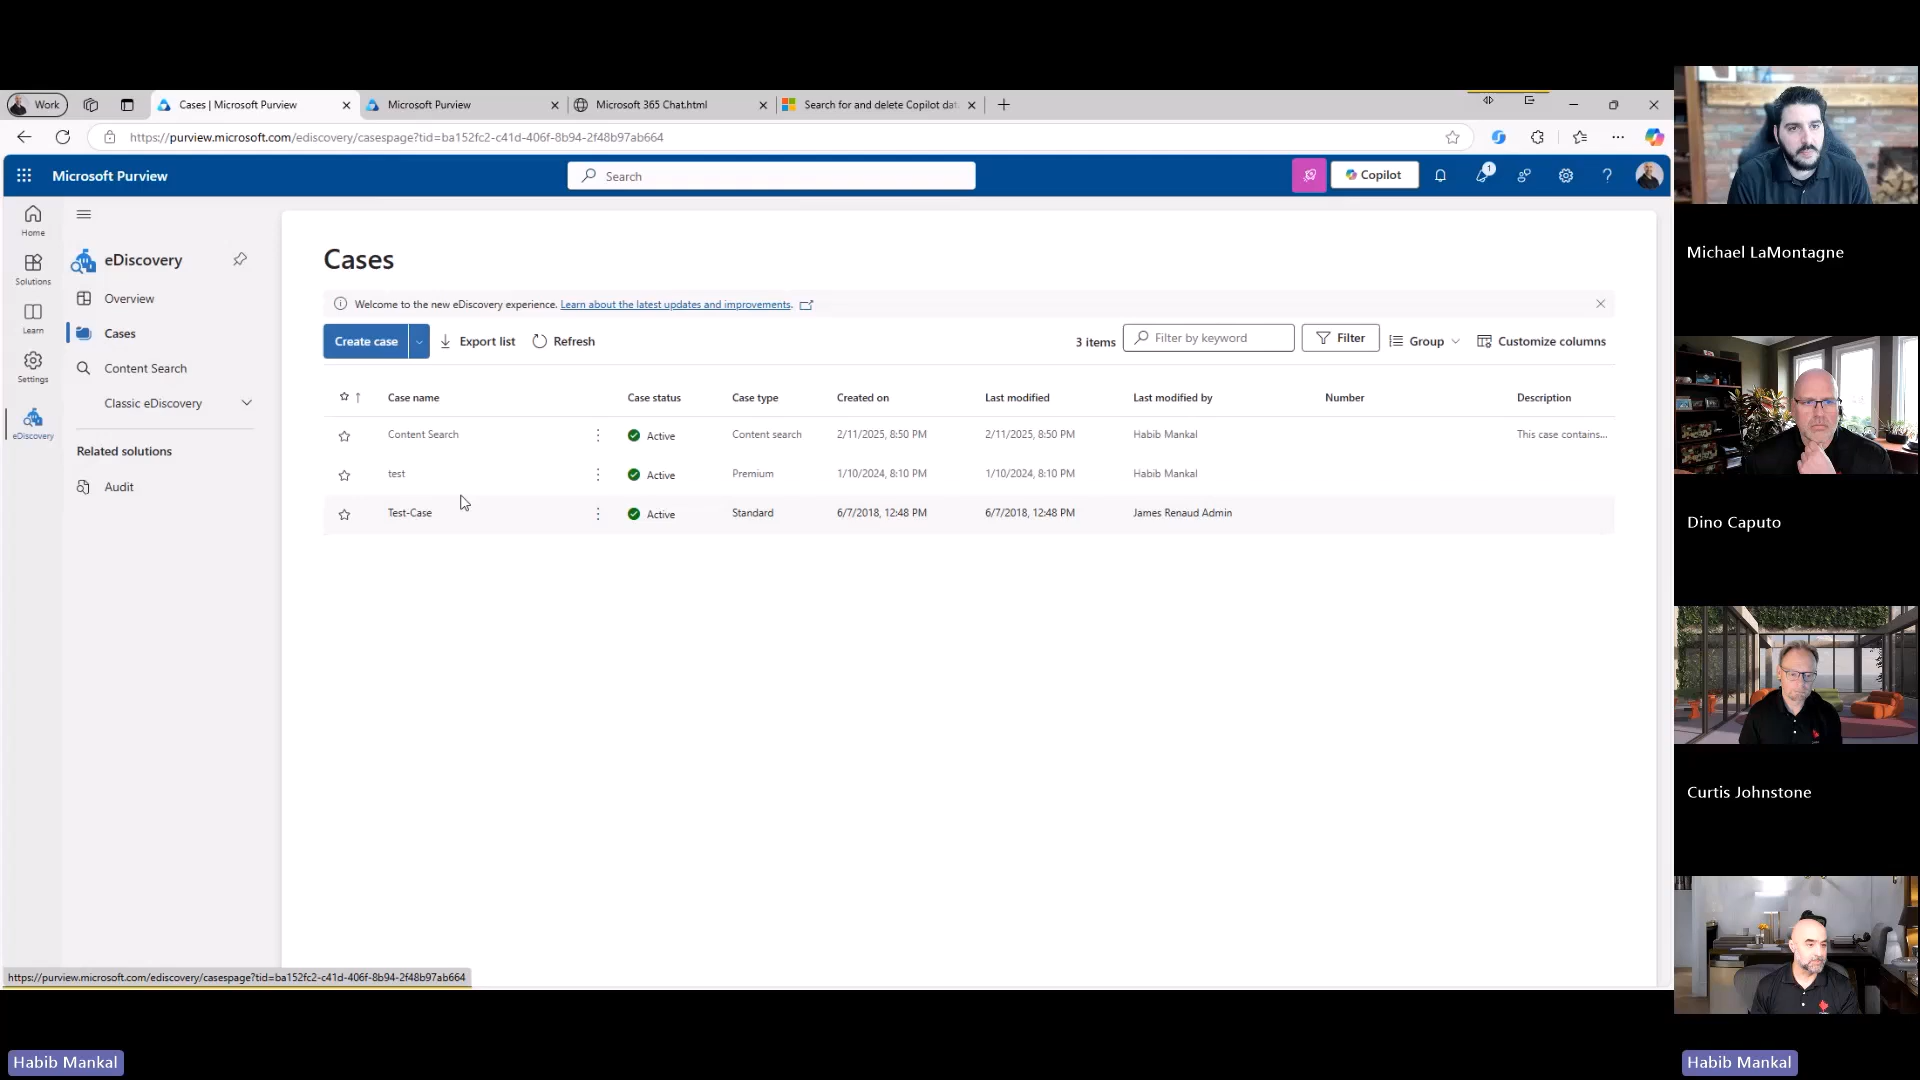 Work
Cases | Microsoft Purview
Microsoft Purview
Microsoft 365 Chat.html
Search for and delete Copilot dat
https://purview.microsoft.com/ediscovery/casespage?tid=ba152fc2-c41d-406f-8b94-2f48b97ab664
Microsoft Purview
Search
Copilot
1
Home
Solutions
Learn
Settings
eDiscovery
eDiscovery
Overview
Cases
Content Search
Classic eDiscovery
Related solutions
Audit
Cases
Welcome to the new eDiscovery experience. Learn about the latest updates and improvements.
Create case
Export list
Refresh
3 items
Filter by keyword
Filter
Group
Customize columns
Case name Case status Case type Created on Last modified Last modified by Number Description
Content Search Active Content search 2/11/2025, 8:50 PM 2/11/2025, 8:50 PM Habib Mankal This case contains...
test Active Premium 1/10/2024, 8:10 PM 1/10/2024, 8:10 PM Habib Mankal
Test-Case Active Standard 6/7/2018, 12:48 PM 6/7/2018, 12:48 PM James Renaud Admin
https://purview.microsoft.com/ediscovery/casespage?tid=ba152fc2-c41d-406f-8b94-2f48b97ab664
Habib Mankal
Michael LaMontagne
Dino Caputo
Curtis Johnstone
Habib Mankal